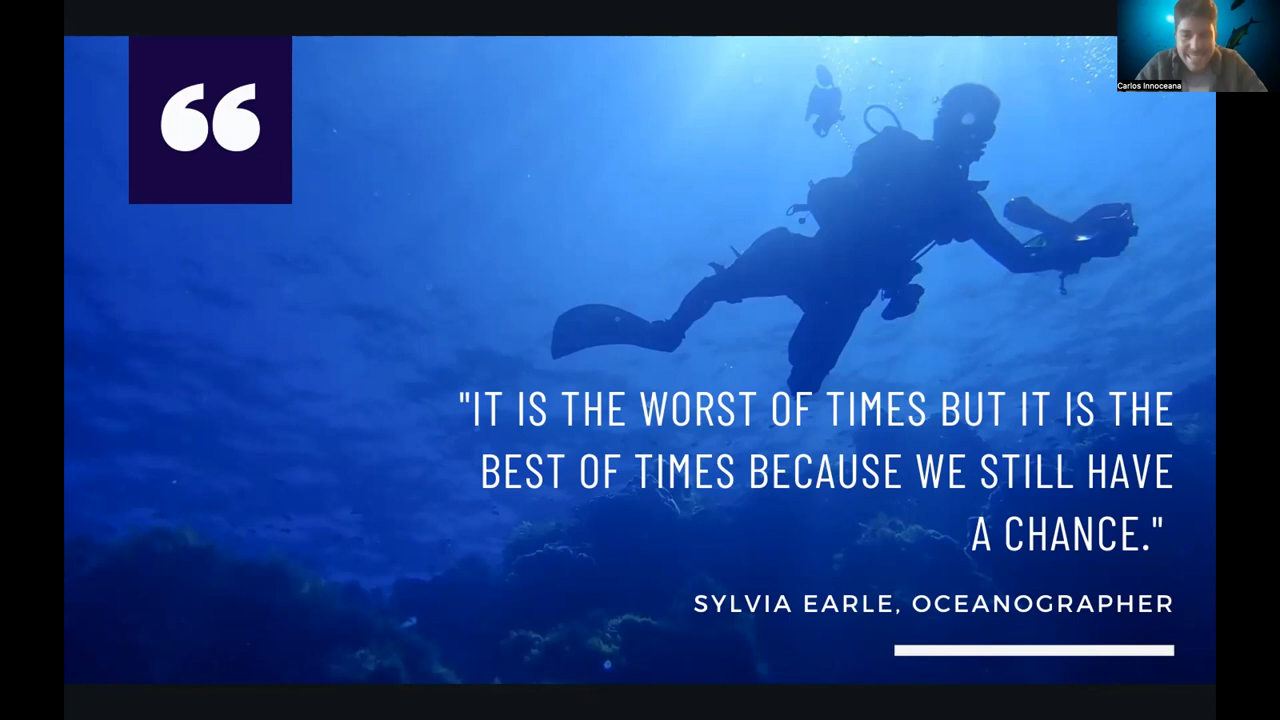 Carlos Innoceana
"IT IS THE WORST OF TIMES BUT IT IS THE
BEST OF TIMES BECAUSE WE STILL HAVE
A CHANCE."
SYLVIA EARLE, OCEANOGRAPHER